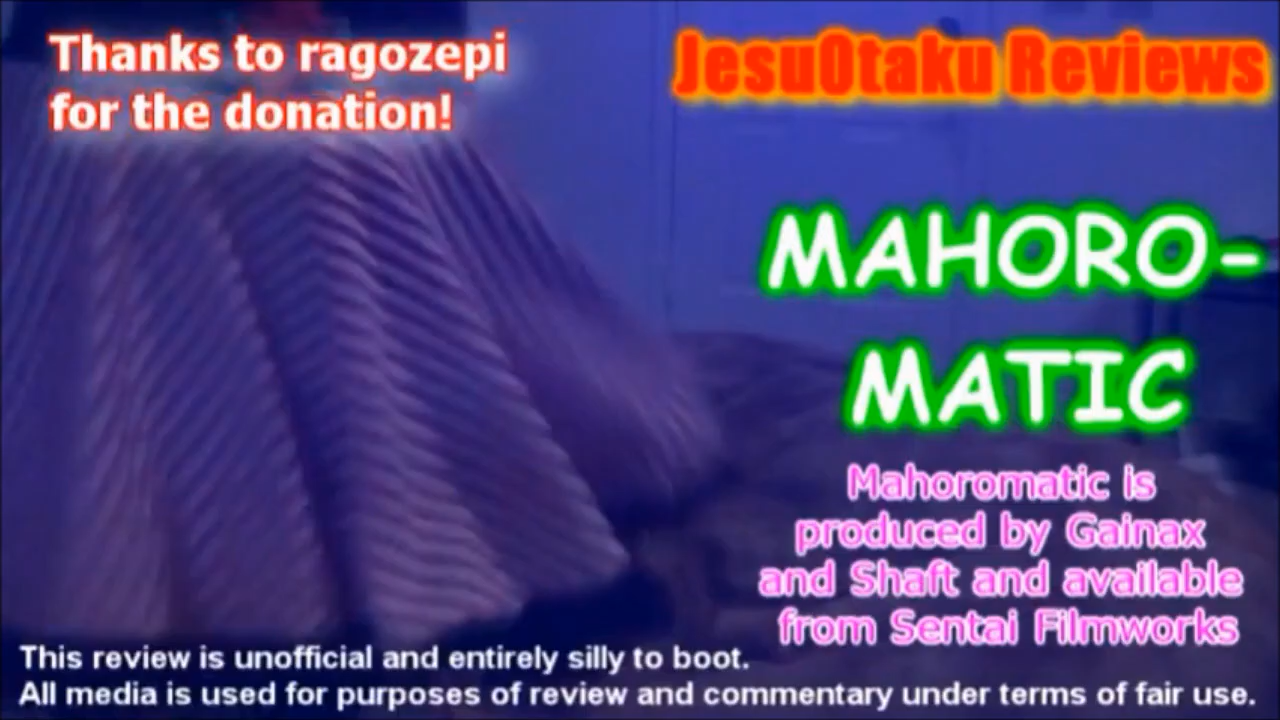 Thanks to ragozepi
for the donation!
JesuOtaku Reviews
MAHORO-
MATIC
Mahoromatic is
produced by Gainax
and Shaft and available
from Sentai Filmworks
This review is unofficial and entirely silly to boot.
All media is used for purposes of review and commentary under terms of fair use.